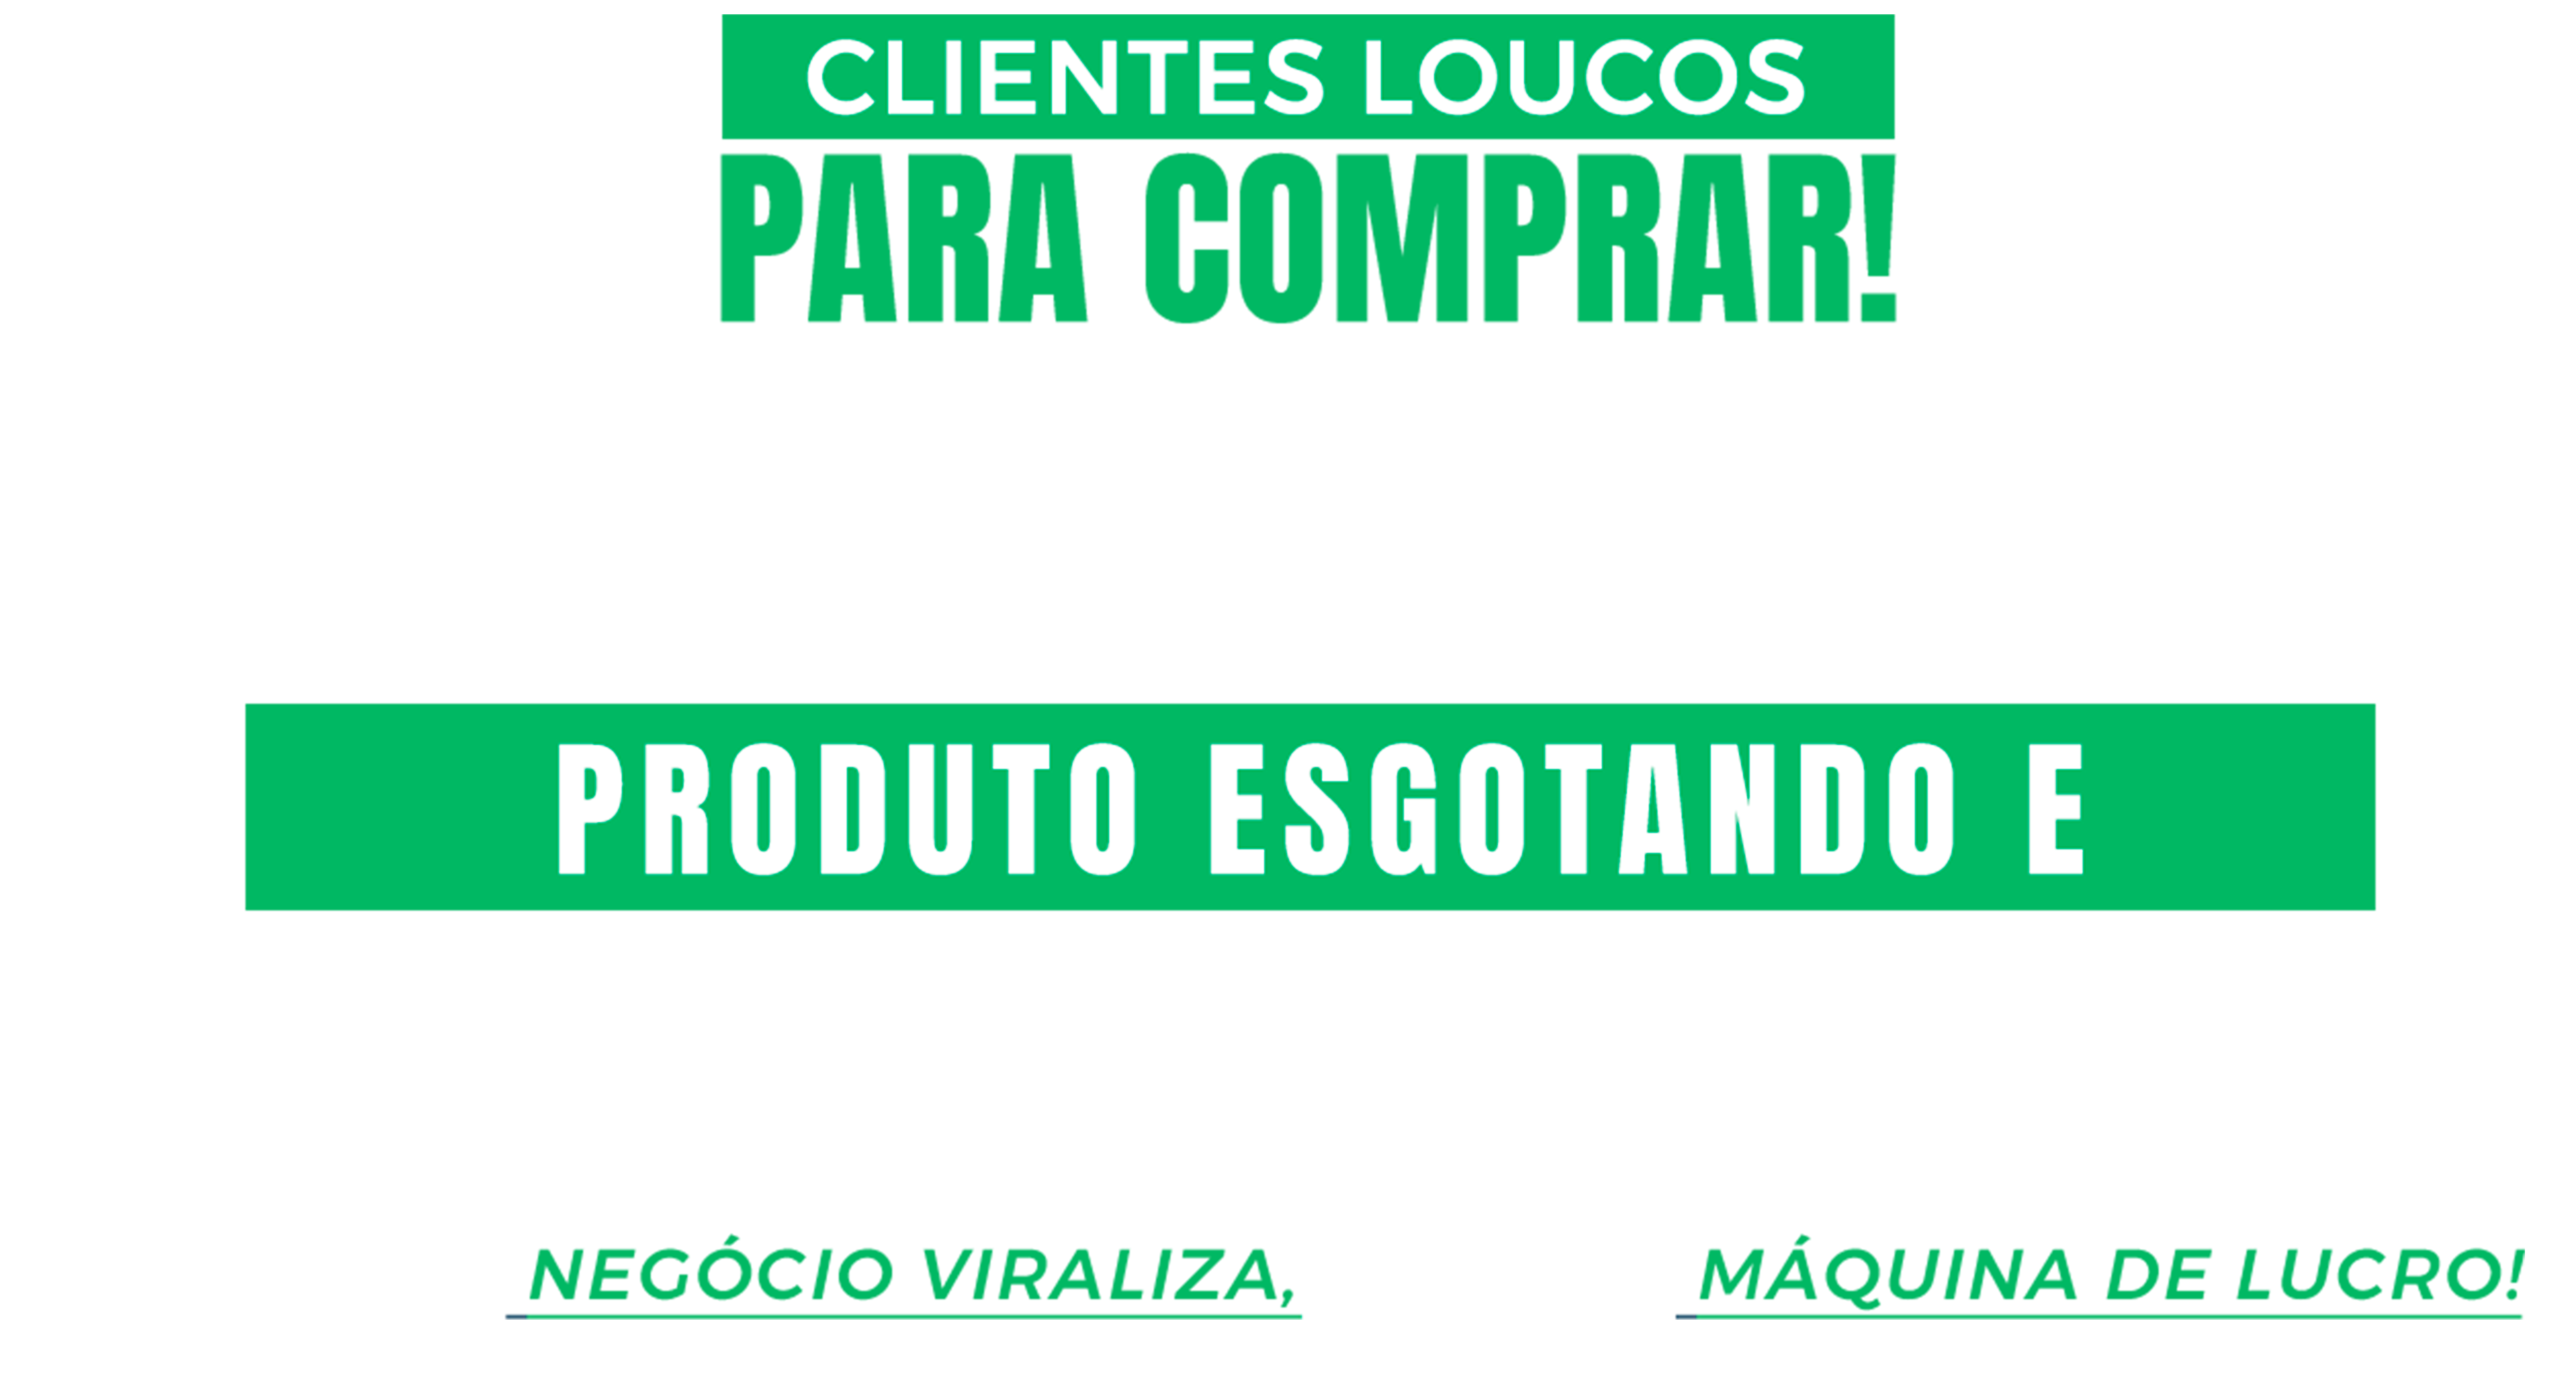 CLIENTES LOUCOS
PARA COMPRAR!
PRODUTO ESGOTANDO E
NEGÓCIO VIRALIZA, MÁQUINA DE LUCRO!